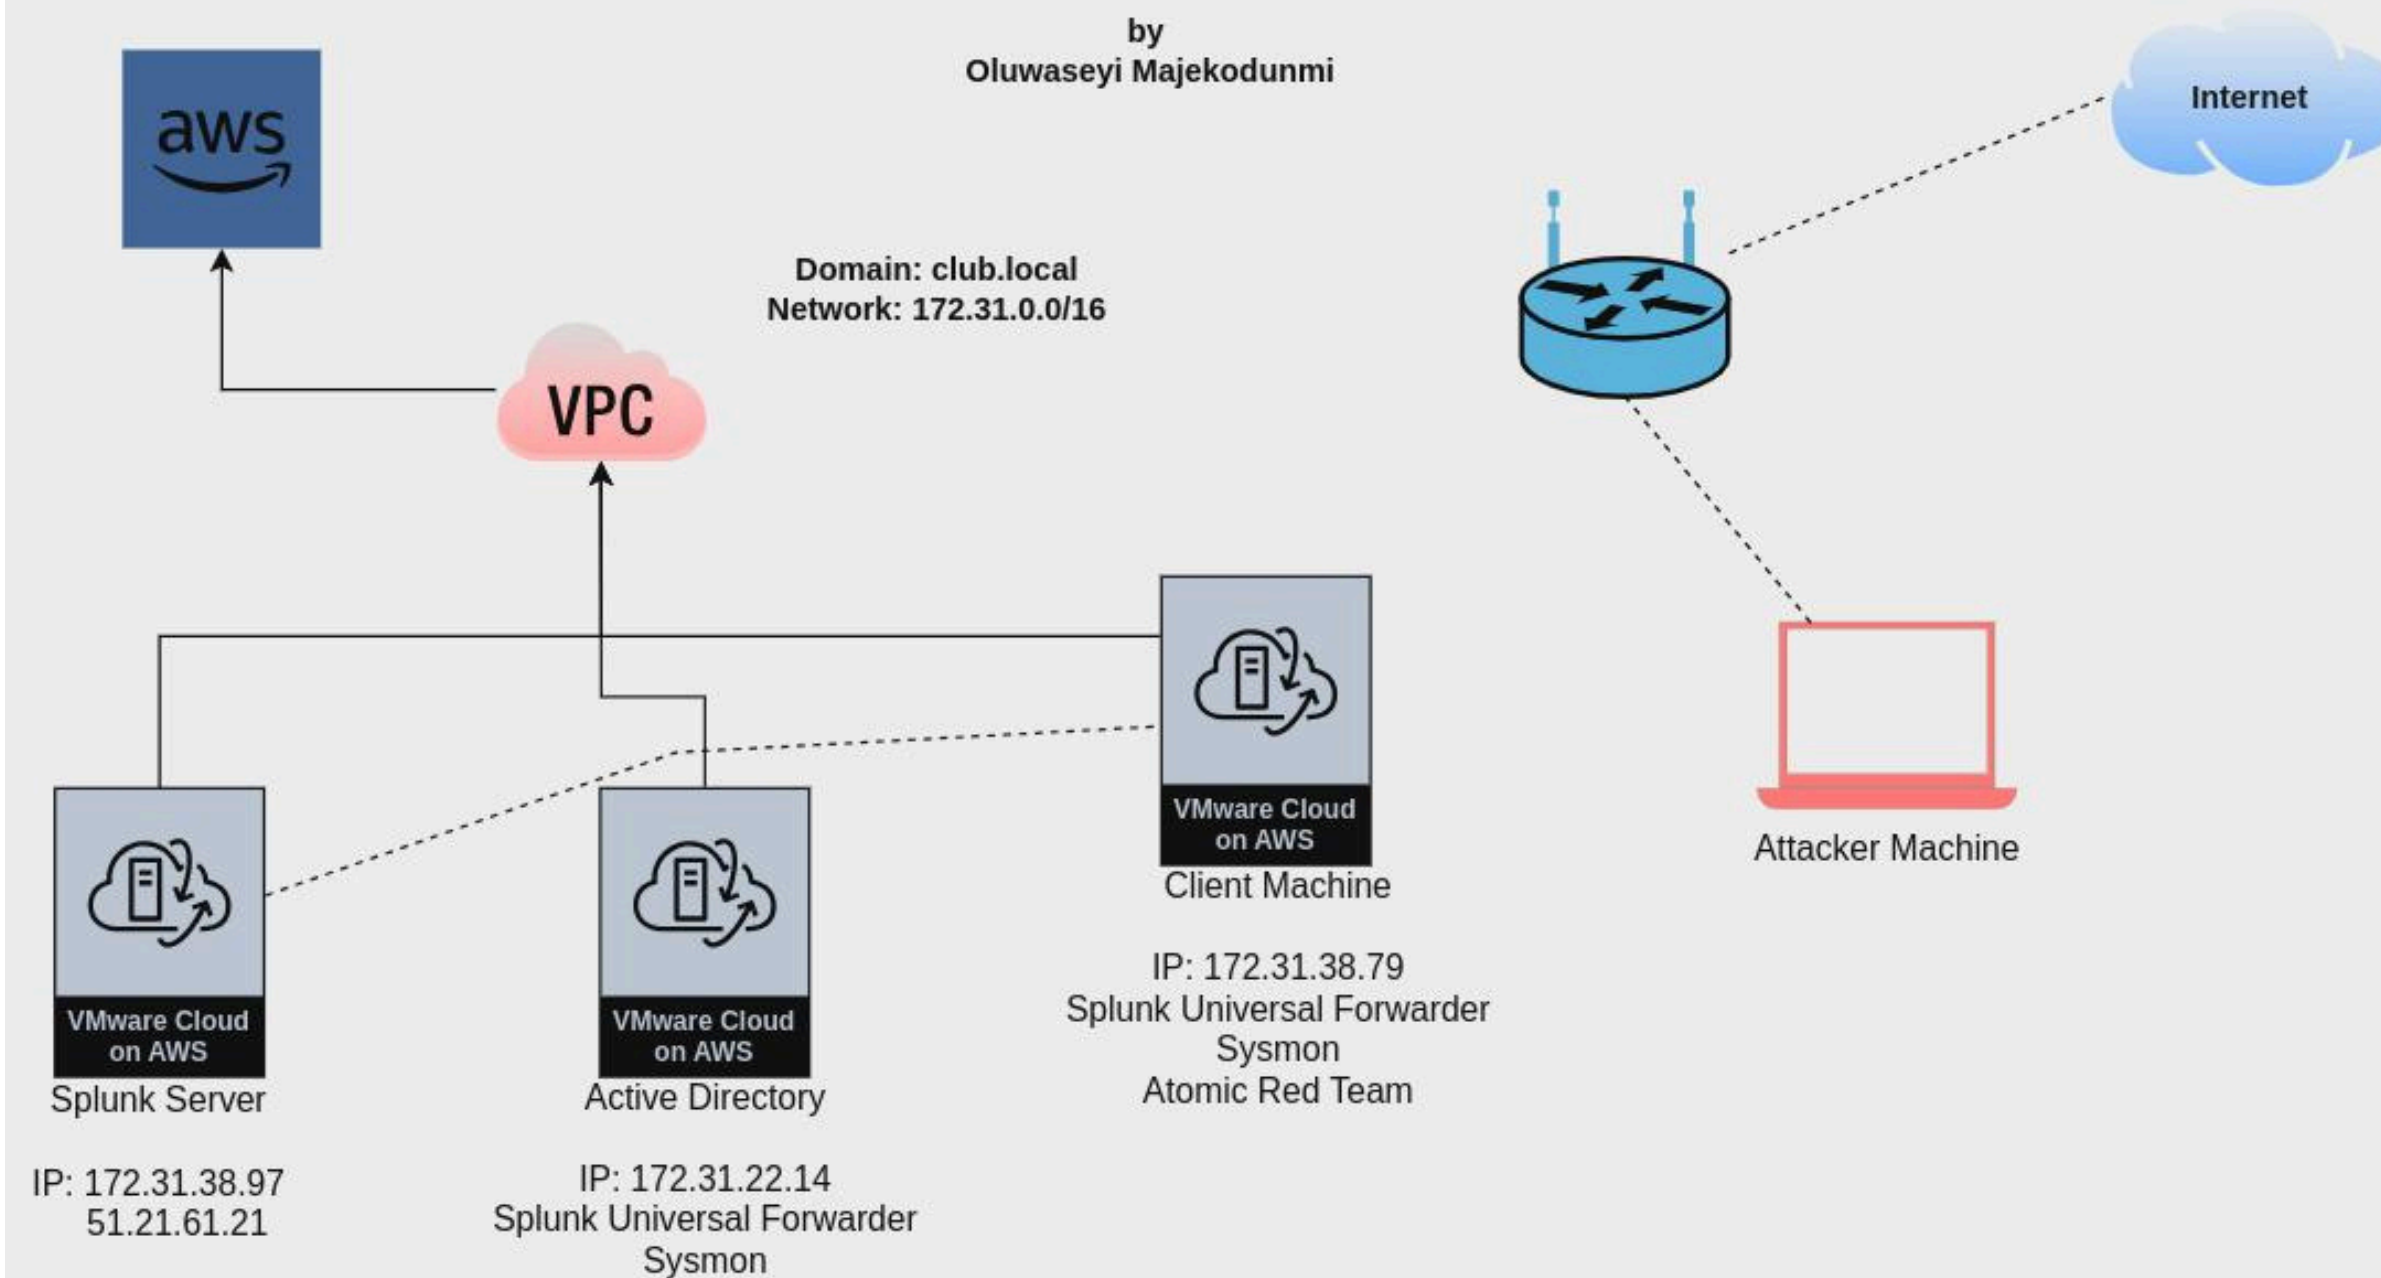 by
Oluwaseyi Majekodunmi
Internet
aws
Domain: club.local
Network: 172.31.0.0/16
VPC
VMware Cloud
on AWS
Client Machine
IP: 172.31.38.79
Splunk Universal Forwarder
Sysmon
Atomic Red Team
Attacker Machine
VMware Cloud
on AWS
Splunk Server
IP: 172.31.38.97
51.21.61.21
VMware Cloud
on AWS
Active Directory
IP: 172.31.22.14
Splunk Universal Forwarder
Sysmon